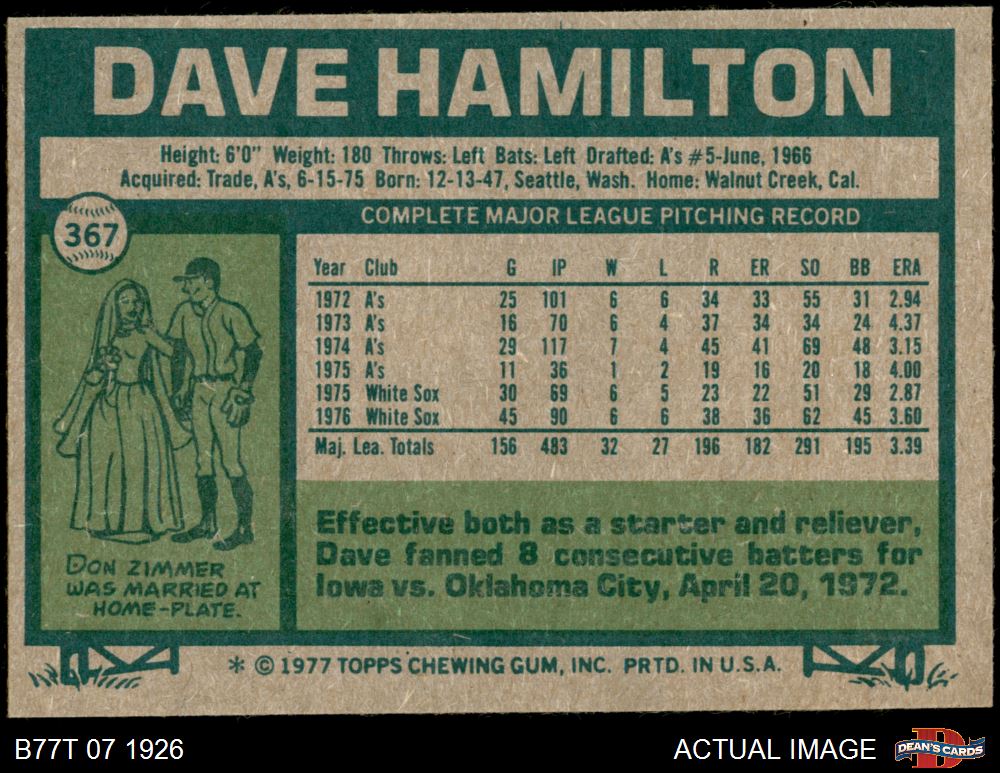 DAVE HAMILTON
Height: 6'0" Weight: 180 Throws: Left Bats: Left Drafted: A's #5-June, 1966
Acquired: Trade, A's, 6-15-75 Born: 12-13-47, Seattle, Wash. Home: Walnut Creek, Cal.
367
COMPLETE MAJOR LEAGUE PITCHING RECORD
Year Club G IP W L R ER SO BB ERA
1972 A's 25 101 6 6 34 33 55 31 2.94
1973 A's 16 70 6 4 37 34 34 24 4.37
1974 A's 29 117 7 4 45 41 69 48 3.15
1975 A's 11 36 1 2 19 16 20 18 4.00
1975 White Sox 30 69 6 5 23 22 51 29 2.87
1976 White Sox 45 90 6 6 38 36 62 45 3.60
Maj. Lea. Totals 156 483 32 27 196 182 291 195 3.39
DON ZIMMER
WAS MARRIED AT
HOME-PLATE.
Effective both as a starter and reliever,
Dave fanned 8 consecutive batters for
Iowa vs. Oklahoma City, April 20, 1972.
* © 1977 TOPPS CHEWING GUM, INC. PRTD. IN U.S.A.
B77T 07 1926
ACTUAL IMAGE
D
DEAN'S CARDS